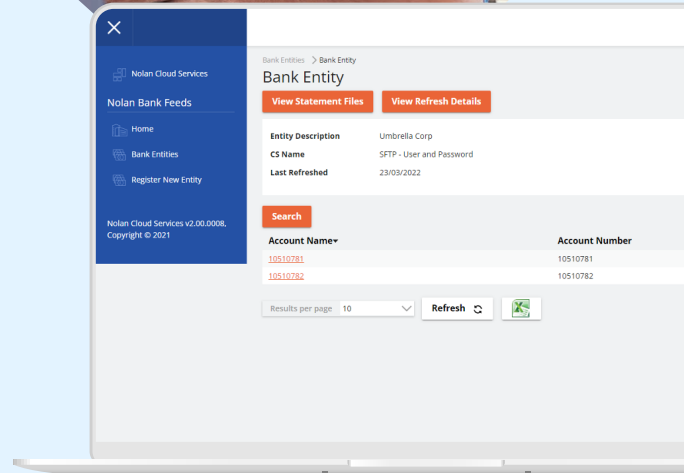 Nolan Cloud Services
Nolan Bank Feeds
Home
Bank Entities
Register New Entity
Nolan Cloud Services v2.00.0008,
Copyright © 2021
Bank Entities > Bank Entity
Bank Entity
View Statement Files View Refresh Details
Entity Description Umbrella Corp
CS Name SFTP - User and Password
Last Refreshed 23/03/2022
Search
Account Name Account Number
10510781 10510781
10510782 10510782
Results per page 10 Refresh